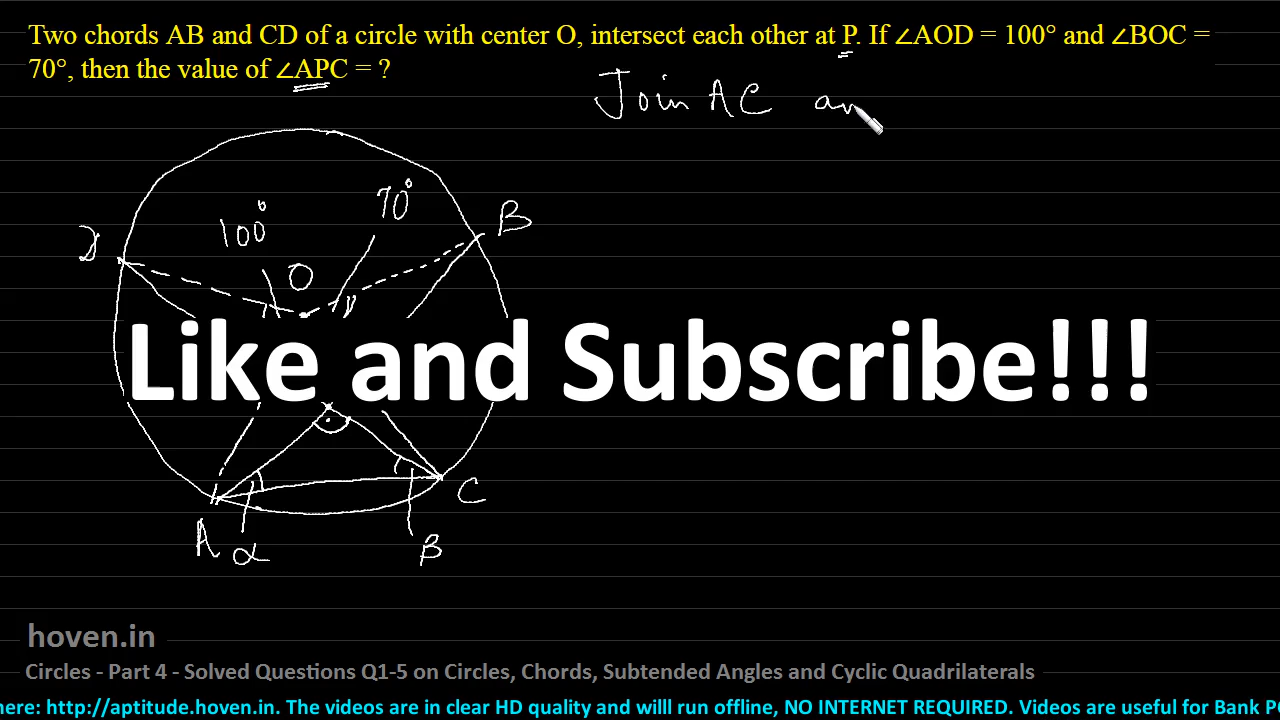 Two chords AB and CD of a circle with center O, intersect each other at P. If ∠AOD = 100° and ∠BOC =
70°, then the value of ∠APC = ?
Join AC an
70°
100°
B
D
O
Like and Subscribe!!!
C
A α
β
hoven.in
Circles - Part 4 - Solved Questions Q1-5 on Circles, Chords, Subtended Angles and Cyclic Quadrilaterals
here: http://aptitude.hoven.in. The videos are in clear HD quality and willl run offline, NO INTERNET REQUIRED. Videos are useful for Bank P